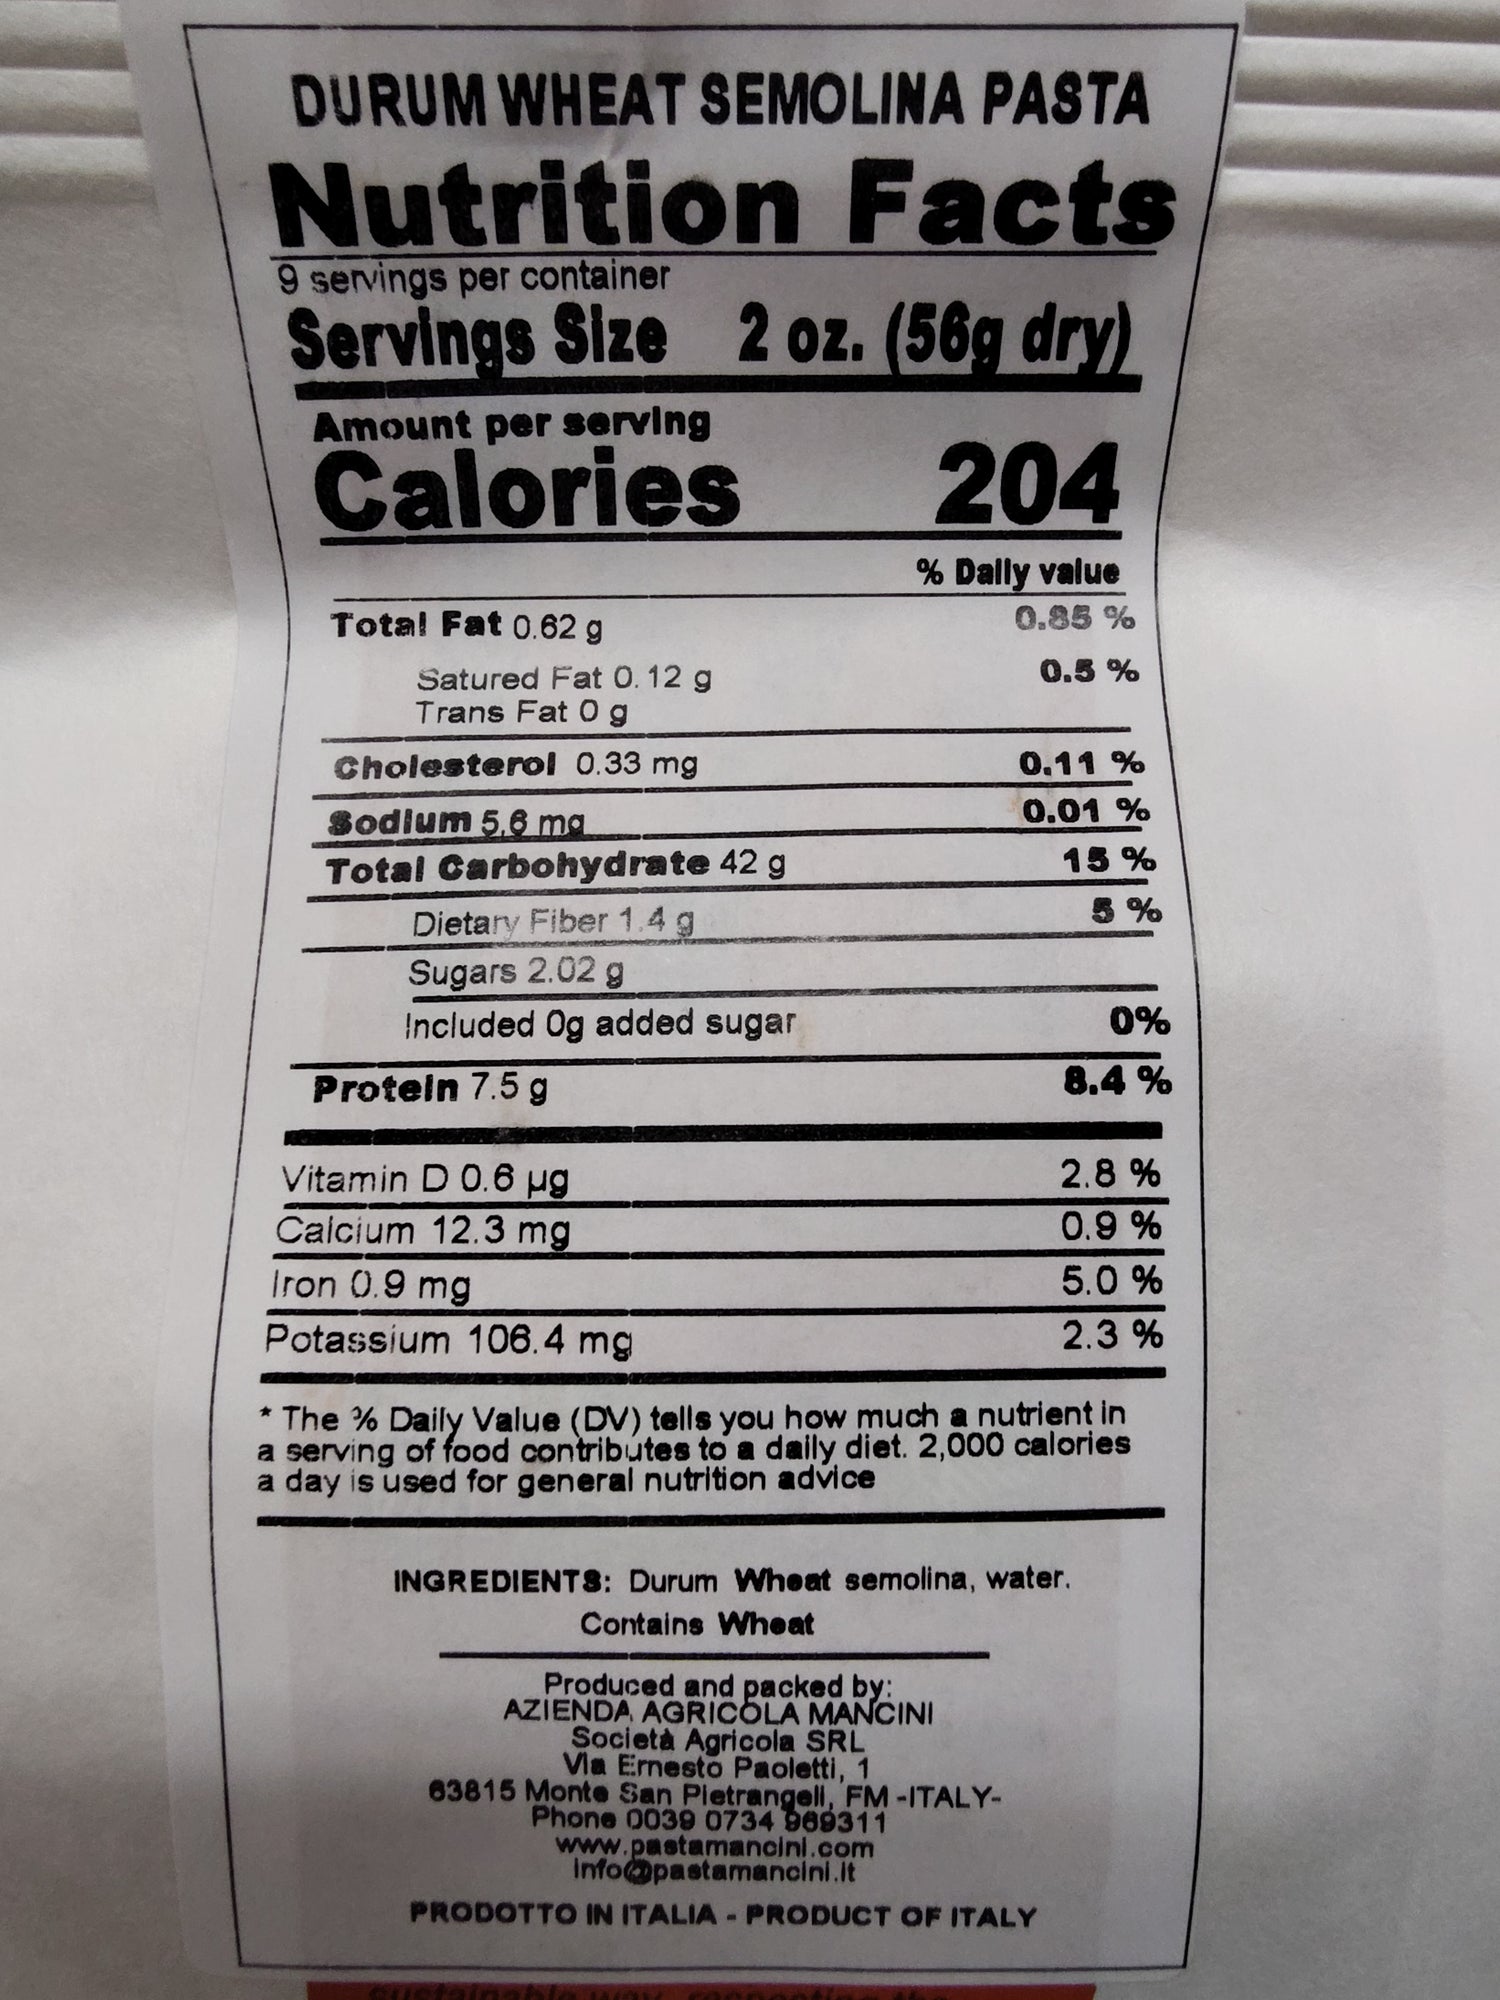 DURUM WHEAT SEMOLINA PASTA
Nutrition Facts
9 servings per container
Servings Size 2 oz. (56g dry)
Amount per serving
Calories 204
% Daily value
Total Fat 0.62 g 0.85 %
Satured Fat 0.12 g 0.5 %
Trans Fat 0 g
Cholesterol 0.33 mg 0.11 %
Sodium 5,6 mg 0.01 %
Total Carbohydrate 42 g 15 %
Dietary Fiber 1.4 g 5 %
Sugars 2.02 g
Included 0g added sugar 0%
Protein 7.5 g 8.4 %
Vitamin D 0.6 µg 2.8 %
Calcium 12.3 mg 0.9 %
Iron 0.9 mg 5.0 %
Potassium 106.4 mg 2.3 %
* The % Daily Value (DV) tells you how much a nutrient in
a serving of food contributes to a daily diet. 2,000 calories
a day is used for general nutrition advice
INGREDIENTS: Durum Wheat semolina, water.
Contains Wheat
Produced and packed by:
AZIENDA AGRICOLA MANCINI
Società Agricola SRL
Via Ernesto Paoletti, 1
63815 Monte San Pietrangeli, FM -ITALY-
Phone 0039 0734 969311
www.pastamancini.com
info@pastamancini.it
PRODOTTO IN ITALIA - PRODUCT OF ITALY
sustainable way, respecting the